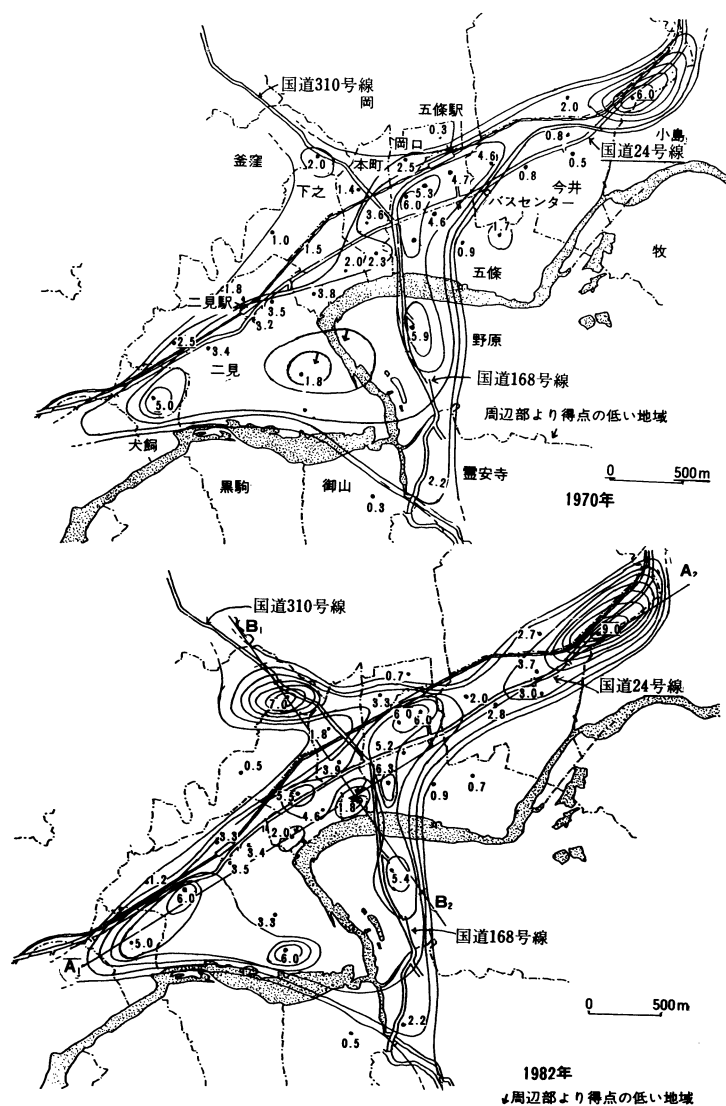 国道310号線
岡
五條駅
0.3
2.0
6.0
小島
国道24号線
釜窪
2.0
本町
岡口
2.5
4.6
0.8
0.5
下之
1.4
5.3
6.0
4.7
0.8
今井
バスセンター
3.6
4.6
1.7
牧
1.0
1.5
2.0
2.3
0.9
五條
1.8
二見駅
3.8
3.5
3.2
5.9
野原
2.5
3.4
二見
1.8
国道168号線
5.0
周辺部より得点の低い地域
犬飼
黒駒
御山
2.2
霊安寺
0.3
0 500m
1970年
国道310号線
B1
2.7
9.0
0.7
3.7
国道24号線
7.0
3.3
6.0
6.0
2.0
3.0
2.8
1.8
5.2
3.9
6.3
0.5
5.5
1.8
0.9
0.7
4.6
2.0
3.3
3.4
3.5
1.2
6.0
5.4
B2
3.3
国道168号線
5.0
6.0
2.2
0.5
0 500m
1982年
周辺部より得点の低い地域